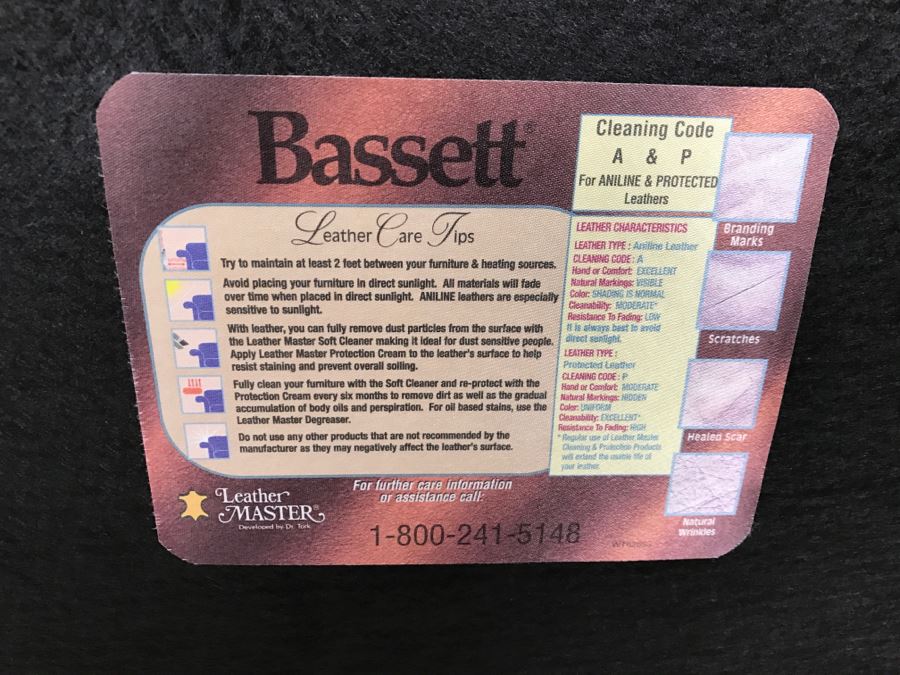 Bassett®
Cleaning Code
A & P
For ANILINE & PROTECTED
Leathers
Leather Care Tips
Try to maintain at least 2 feet between your furniture & heating sources.
Avoid placing your furniture in direct sunlight. All materials will fade
over time when placed in direct sunlight. ANILINE leathers are especially
sensitive to sunlight.
With leather, you can fully remove dust particles from the surface with
the Leather Master Soft Cleaner making it ideal for dust sensitive people.
Apply Leather Master Protection Cream to the leather's surface to help
resist staining and prevent overall soiling.
Fully clean your furniture with the Soft Cleaner and re-protect with the
Protection Cream every six months to remove dirt as well as the gradual
accumulation of body oils and perspiration. For oil based stains, use the
Leather Master Degreaser.
Do not use any other products that are not recommended by the
manufacturer as they may negatively affect the leather's surface.
LEATHER CHARACTERISTICS
LEATHER TYPE : Aniline Leather
CLEANING CODE : A
Hand or Comfort: EXCELLENT
Natural Markings: VISIBLE
Color: SHADING IS NORMAL
Cleanability: MODERATE*
Resistance To Fading: LOW
It is always best to avoid
direct sunlight.
LEATHER TYPE :
Protected Leather
CLEANING CODE : P
Hand or Comfort: MODERATE
Natural Markings: HIDDEN
Color: UNIFORM
Cleanability: EXCELLENT*
Resistance To Fading: HIGH
* Regular use of Leather Master
Cleaning & Protection Products
will extend the usable life of
your leather.
Branding
Marks
Scratches
Healed Scar
Natural
Wrinkles
Leather
MASTER®
Developed by Dr. Tork
For further care information
or assistance call:
1-800-241-5148